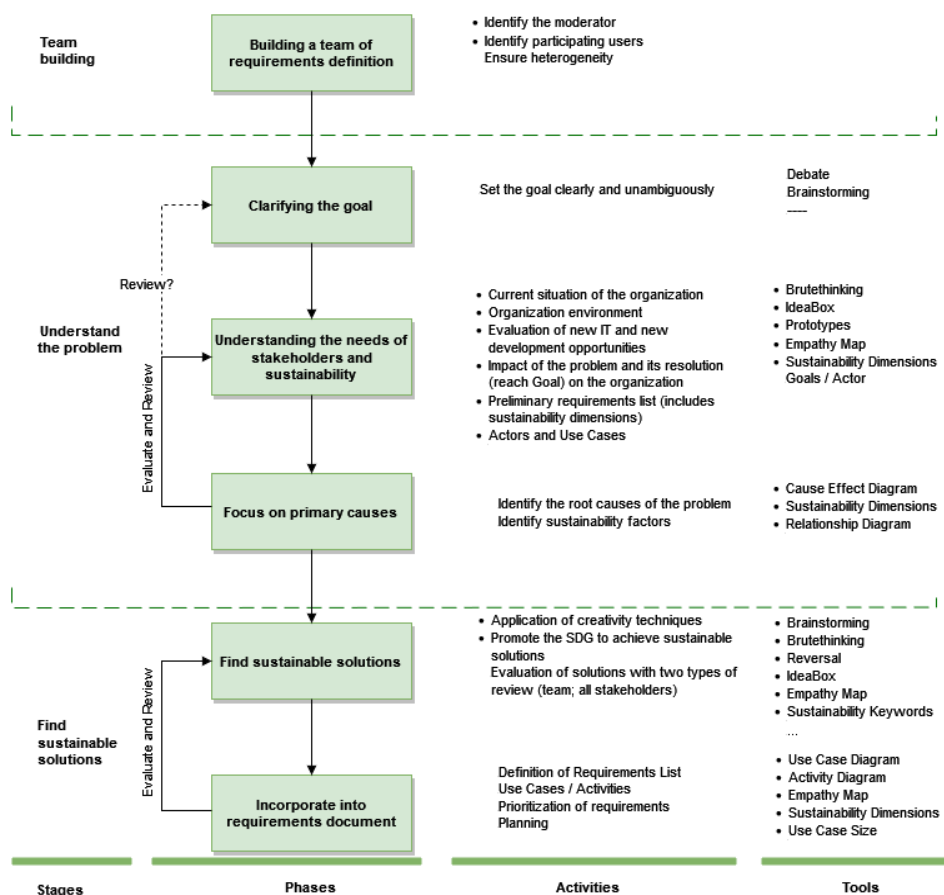 Team
building
Building a team of
requirements definition
• Identify the moderator
• Identify participating users
Ensure heterogeneity
Clarifying the goal
Set the goal clearly and unambiguously
Debate
Brainstorming
----
Review?
Understand
the problem
Evaluate and Review
Understanding the needs of
stakeholders and
sustainability
• Current situation of the organization
• Organization environment
• Evaluation of new IT and new
development opportunities
• Impact of the problem and its resolution
(reach Goal) on the organization
• Preliminary requirements list (includes
sustainability dimensions)
• Actors and Use Cases
• Brutethinking
• IdeaBox
• Prototypes
• Empathy Map
• Sustainability Dimensions
Goals / Actor
Focus on primary causes
Identify the root causes of the problem
Identify sustainability factors
• Cause Effect Diagram
• Sustainability Dimensions
• Relationship Diagram
Find
sustainable
solutions
Evaluate and Review
Find sustainable solutions
• Application of creativity techniques
• Promote the SDG to achieve sustainable
solutions
Evaluation of solutions with two types of
review (team; all stakeholders)
• Brainstorming
• Brutethinking
• Reversal
• IdeaBox
• Empathy Map
• Sustainability Keywords
...
Incorporate into
requirements document
Definition of Requirements List
Use Cases / Activities
Prioritization of requirements
Planning
• Use Case Diagram
• Activity Diagram
• Empathy Map
• Sustainability Dimensions
• Use Case Size
Stages
Phases
Activities
Tools